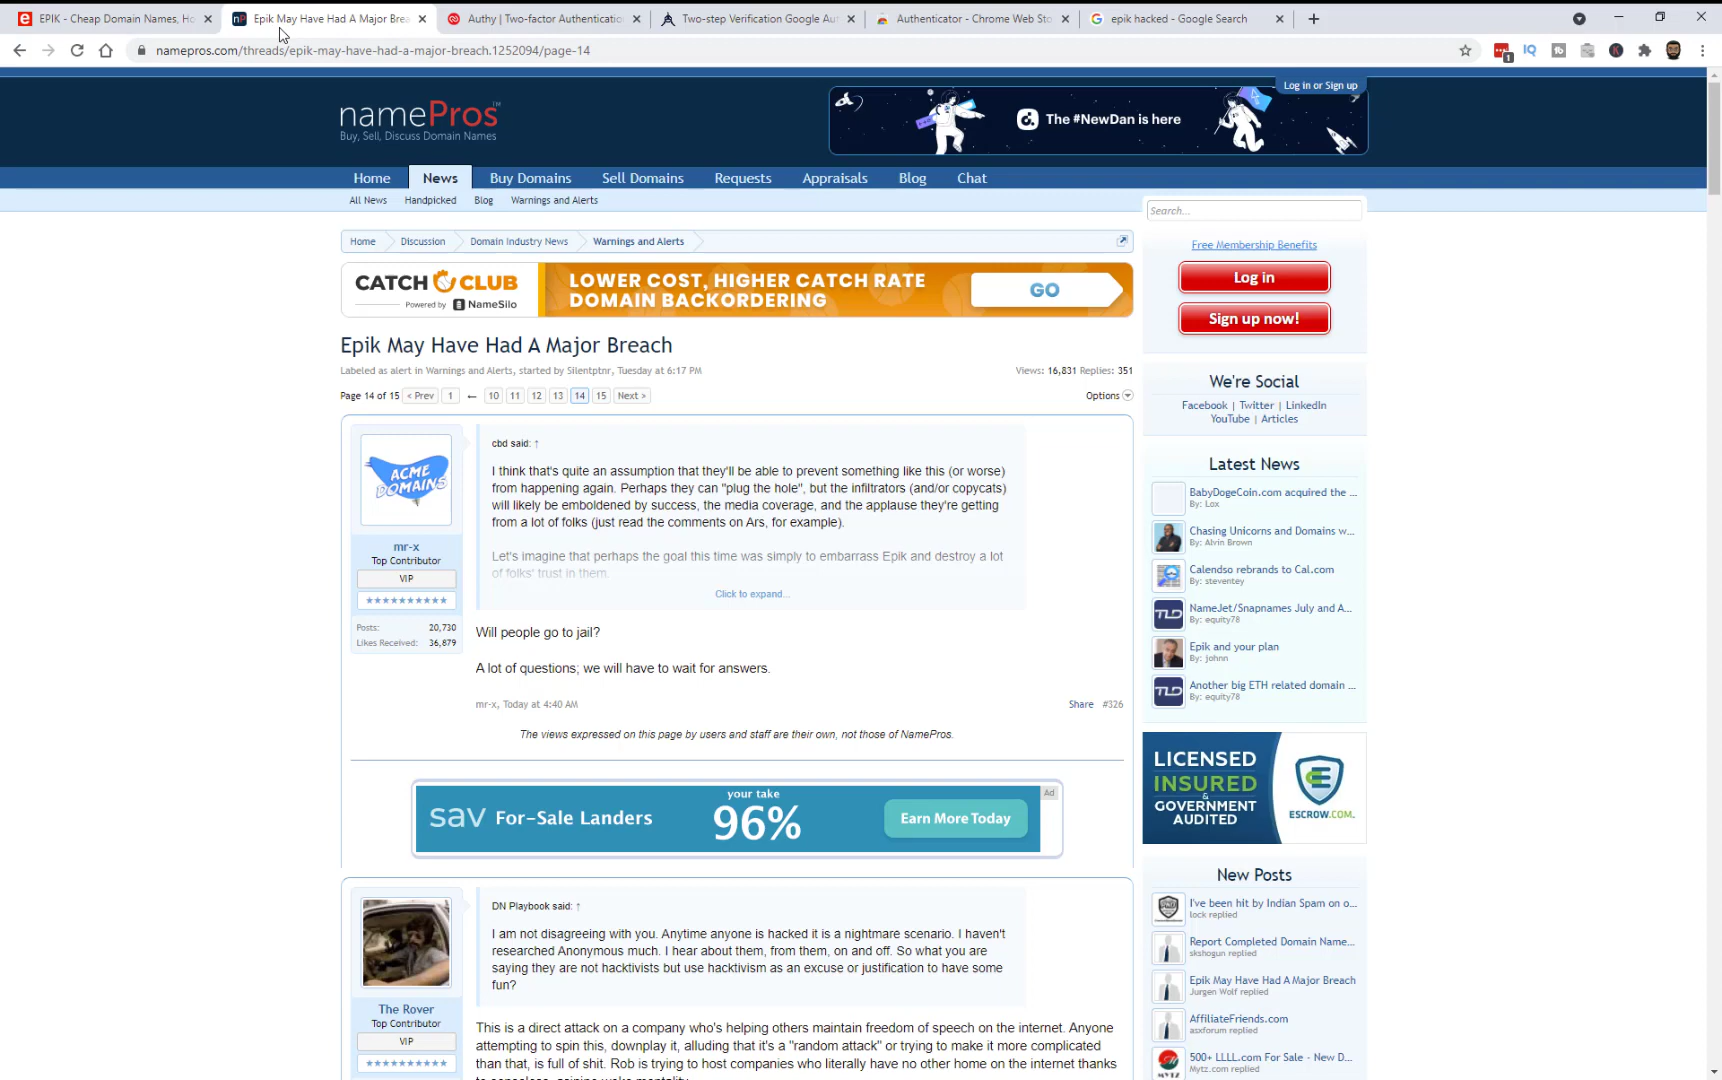 EPIK - Cheap Domain Names, Ho
Epik May Have Had A Major Brea
Authy | Two-factor Authentication
Two-step Verification Google Aut
Authenticator - Chrome Web Sto
epik hacked - Google Search
namepros.com/threads/epik-may-have-had-a-major-breach.1252094/page-14
Log in or Sign up
namePros™
Buy, Sell, Discuss Domain Names
The #NewDan is here
Home News Buy Domains Sell Domains Requests Appraisals Blog Chat
All News Handpicked Blog Warnings and Alerts
Search...
Home Discussion Domain Industry News Warnings and Alerts
Free Membership Benefits
Log in
Sign up now!
CATCH CLUB
Powered by NameSilo
LOWER COST, HIGHER CATCH RATE
DOMAIN BACKORDERING
GO
Epik May Have Had A Major Breach
Labeled as alert in Warnings and Alerts, started by Silentptnr, Tuesday at 6:17 PM
Views: 16,831 Replies: 351
Page 14 of 15 < Prev 1 ← 10 11 12 13 14 15 Next >
Options
We're Social
Facebook | Twitter | LinkedIn
YouTube | Articles
ACME
DOMAINS
mr-x
Top Contributor
VIP
★★★★★★★★★★
Posts: 20,730
Likes Received: 36,879
cbd said: ↑
I think that's quite an assumption that they'll be able to prevent something like this (or worse)
from happening again. Perhaps they can "plug the hole", but the infiltrators (and/or copycats)
will likely be emboldened by success, the media coverage, and the applause they're getting
from a lot of folks (just read the comments on Ars, for example).
Let's imagine that perhaps the goal this time was simply to embarrass Epik and destroy a lot
of folks' trust in them.
Click to expand...
Will people go to jail?
A lot of questions; we will have to wait for answers.
mr-x, Today at 4:40 AM
Share #326
The views expressed on this page by users and staff are their own, not those of NamePros.
Latest News
BabyDogeCoin.com acquired the ...
By: Lox
Chasing Unicorns and Domains w...
By: Alvin Brown
Calendso rebrands to Cal.com
By: steventey
TLD
NameJet/Snapnames July and A...
By: equity78
Epik and your plan
By: johnn
TLD
Another big ETH related domain ...
By: equity78
sav For-Sale Landers
your take
96%
Earn More Today
Ad
LICENSED
INSURED
&
GOVERNMENT
AUDITED
ESCROW.COM.
The Rover
Top Contributor
VIP
★★★★★★★★★★
DN Playbook said: ↑
I am not disagreeing with you. Anytime anyone is hacked it is a nightmare scenario. I haven't
researched Anonymous much. I hear about them, from them, on and off. So what you are
saying they are not hacktivists but use hacktivism as an excuse or justification to have some
fun?
This is a direct attack on a company who's helping others maintain freedom of speech on the internet. Anyone
attempting to spin this, downplay it, alluding that it's a "random attack" or trying to make it more complicated
than that, is full of shit. Rob is trying to host companies who literally have no other home on the internet thanks
New Posts
I've been hit by Indian Spam on o...
lock replied
Report Completed Domain Name...
skshogun replied
Epik May Have Had A Major Breach
Jurgen Wolf replied
AffiliateFriends.com
asxforum replied
500+ LLLL.com For Sale - New D...
Mytz.com replied